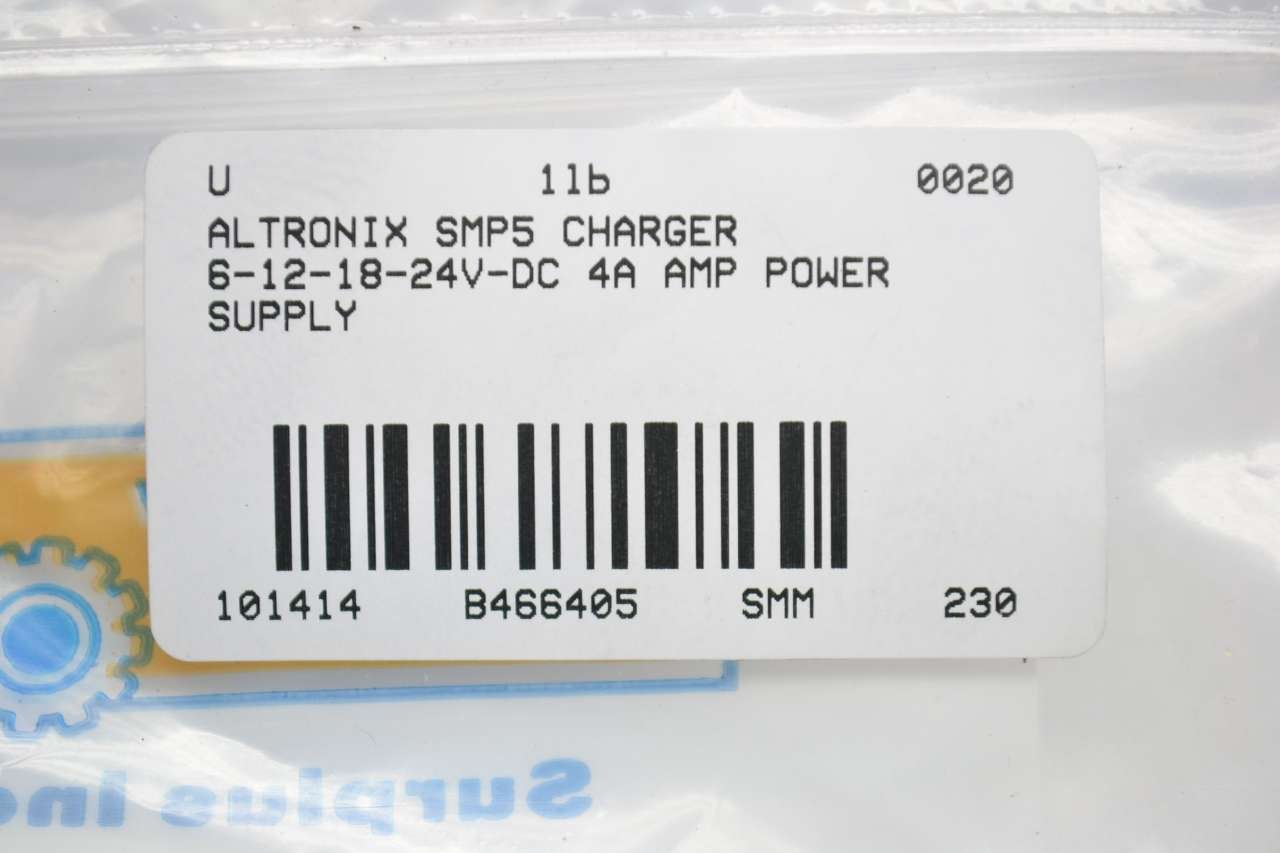 U 1lb 0020
ALTRONIX SMP5 CHARGER
6-12-18-24V-DC 4A AMP POWER
SUPPLY
101414 B466405 SMM 230
Surplus